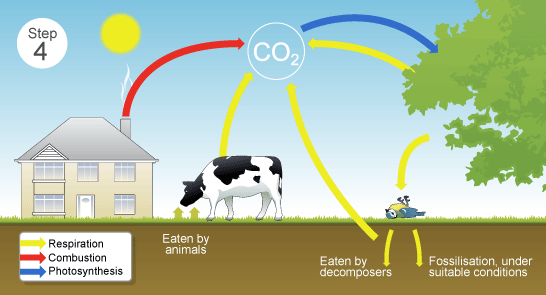 Step
4
CO₂
Respiration
Combustion
Photosynthesis
Eaten by
animals
Eaten by
decomposers
Fossilisation, under
suitable conditions